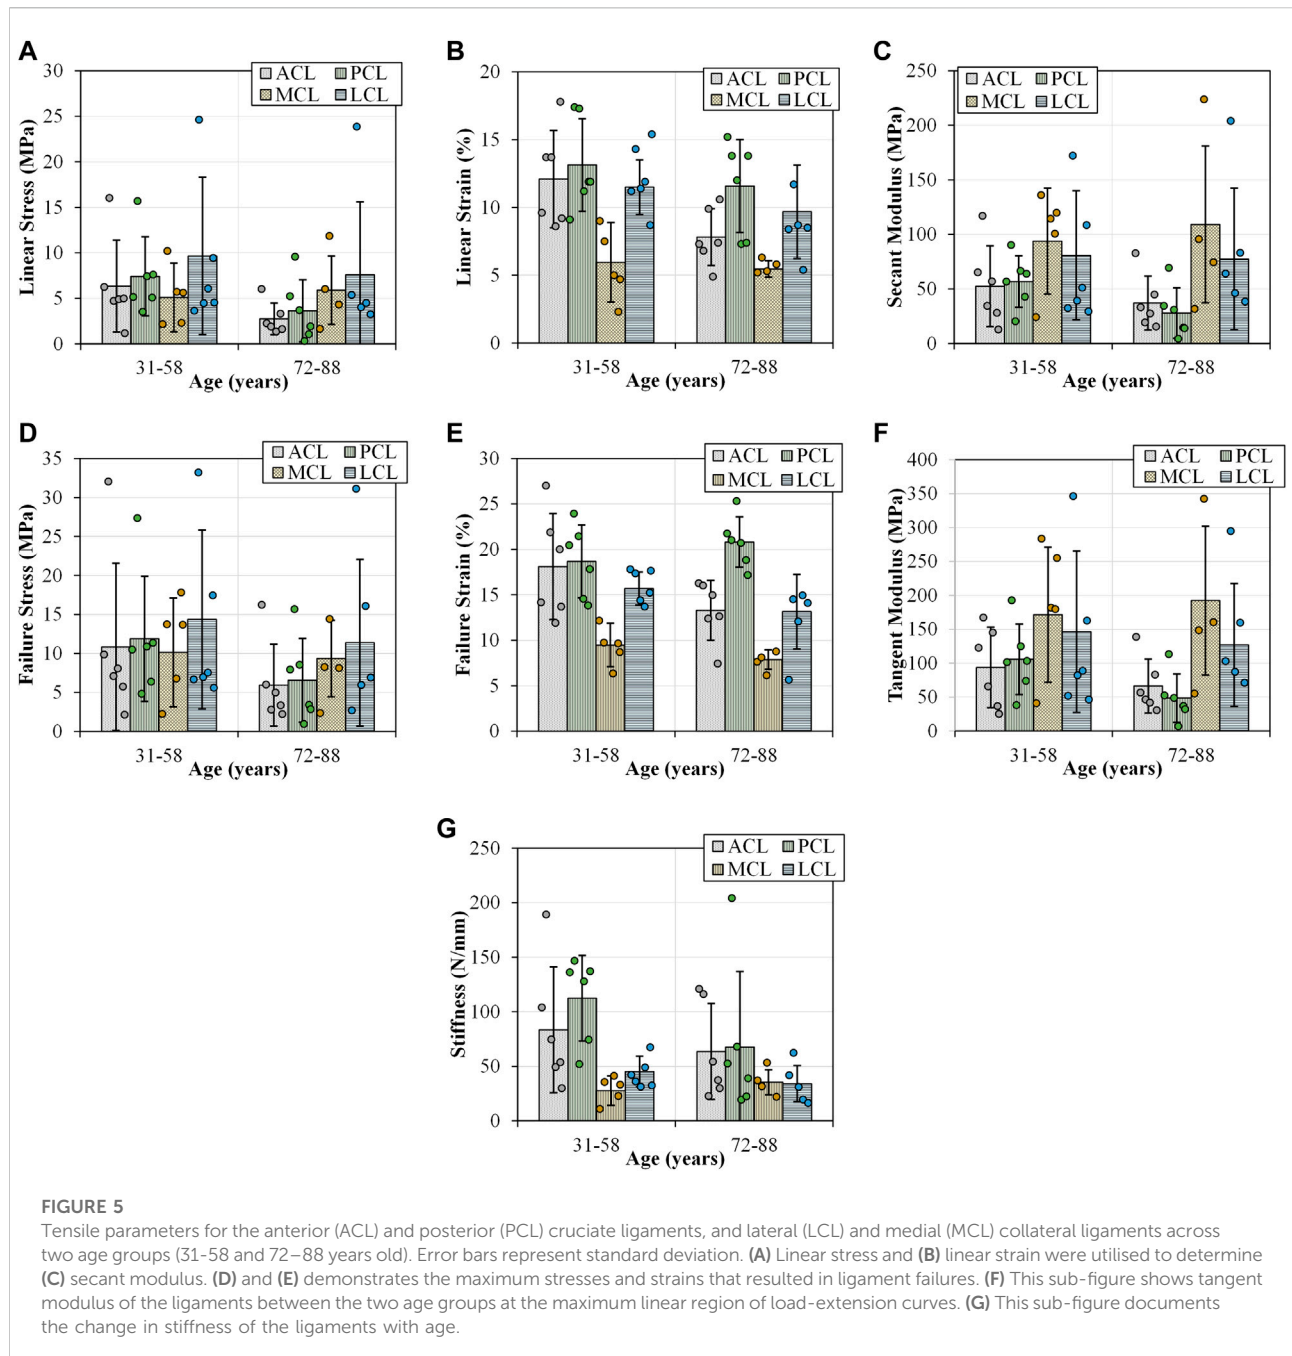 A
30
25
20
15
10
5
0
Linear Stress (MPa)
ACL PCL
MCL LCL
31-58 72-88
Age (years)
B
20
15
10
5
0
Linear Strain (%)
ACL PCL
MCL LCL
31-58 72-88
Age (years)
C
250
200
150
100
50
0
Secant Modulus (MPa)
ACL PCL
MCL LCL
31-58 72-88
Age (years)
D
35
30
25
20
15
10
5
0
Failure Stress (MPa)
ACL PCL
MCL LCL
31-58 72-88
Age (years)
E
30
25
20
15
10
5
0
Failure Strain (%)
ACL PCL
MCL LCL
31-58 72-88
Age (years)
F
400
350
300
250
200
150
100
50
0
Tangent Modulus (MPa)
ACL PCL
MCL LCL
31-58 72-88
Age (years)
G
250
200
150
100
50
0
Stiffness (N/mm)
ACL PCL
MCL LCL
31-58 72-88
Age (years)
FIGURE 5
Tensile parameters for the anterior (ACL) and posterior (PCL) cruciate ligaments, and lateral (LCL) and medial (MCL) collateral ligaments across
two age groups (31-58 and 72–88 years old). Error bars represent standard deviation. (A) Linear stress and (B) linear strain were utilised to determine
(C) secant modulus. (D) and (E) demonstrates the maximum stresses and strains that resulted in ligament failures. (F) This sub-figure shows tangent
modulus of the ligaments between the two age groups at the maximum linear region of load-extension curves. (G) This sub-figure documents
the change in stiffness of the ligaments with age.